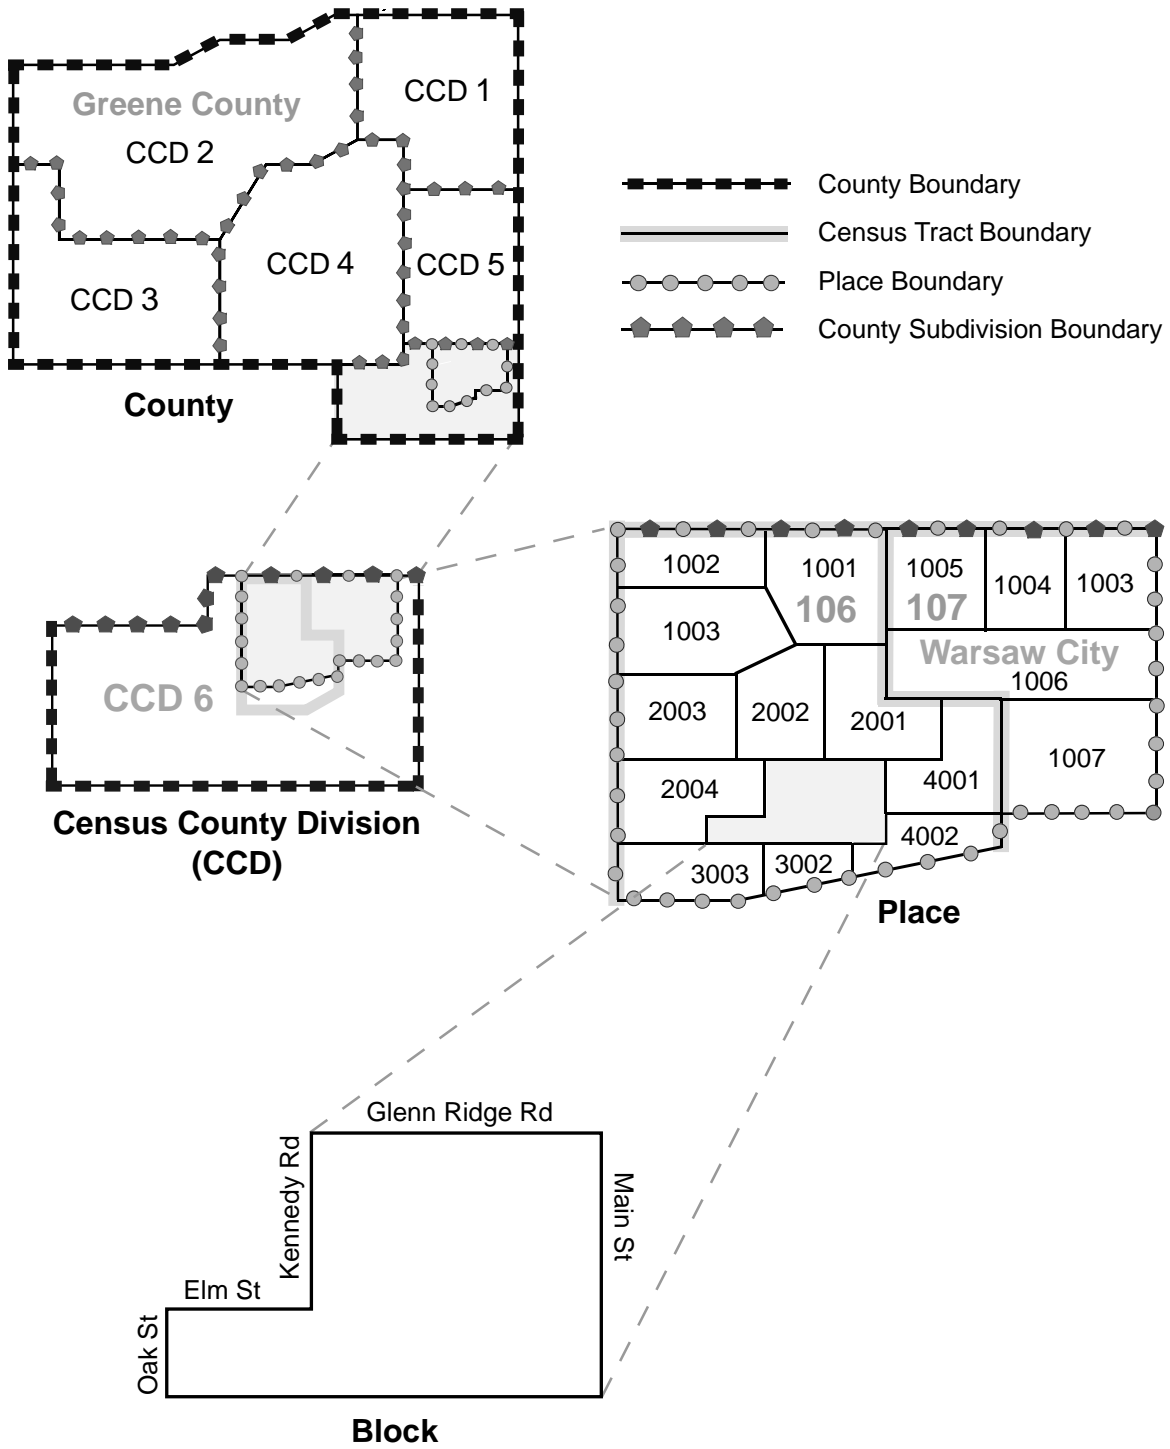 Greene County
CCD 1
CCD 2
CCD 3
CCD 4
CCD 5
County
County Boundary
Census Tract Boundary
Place Boundary
County Subdivision Boundary
CCD 6
Census County Division
(CCD)
1002
1001
1005
1004
1003
106
107
1003
Warsaw City
1006
2003
2002
2001
1007
2004
4001
4002
3003
3002
Place
Glenn Ridge Rd
Kennedy Rd
Main St
Elm St
Oak St
Block